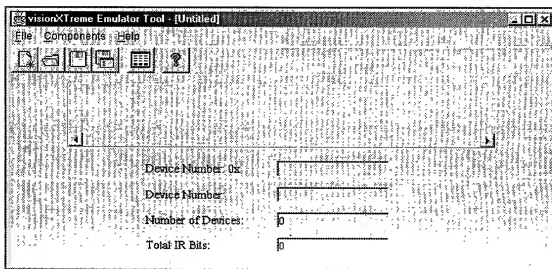 visionXTreme Emulator Tool - [Untitled]
File Components Help
?
Device Number: 0x
Device Number
Number of Devices: 0
Total IR Bits: 0